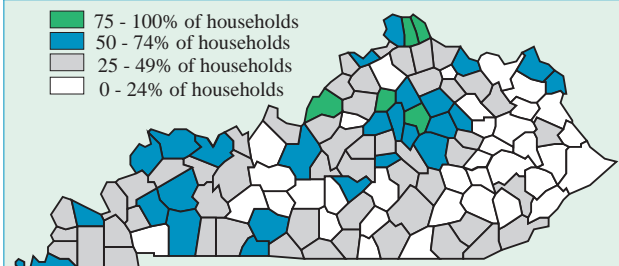 75 - 100% of households
50 - 74% of households
25 - 49% of households
0 - 24% of households